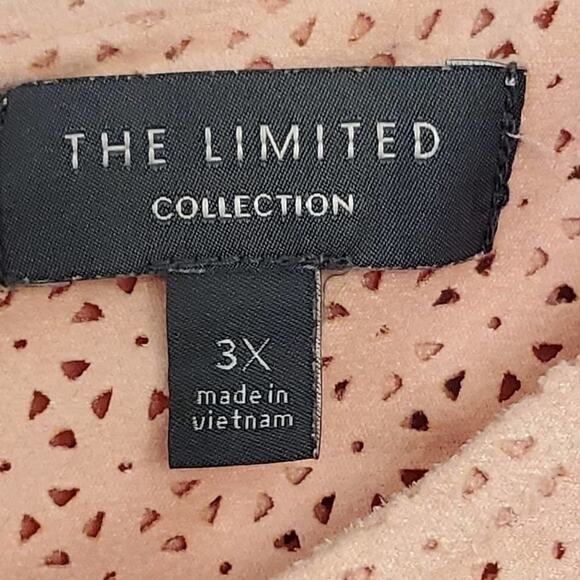 THE LIMITED
COLLECTION
3X
made in
vietnam